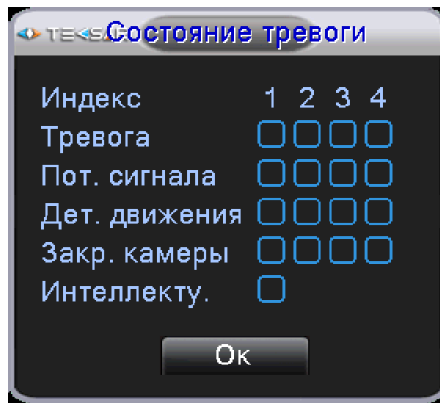 Состояние тревоги
Индекс 1 2 3 4
Тревога
Пот. сигнала
Дет. движения
Закр. камеры
Интеллекту.
Ок